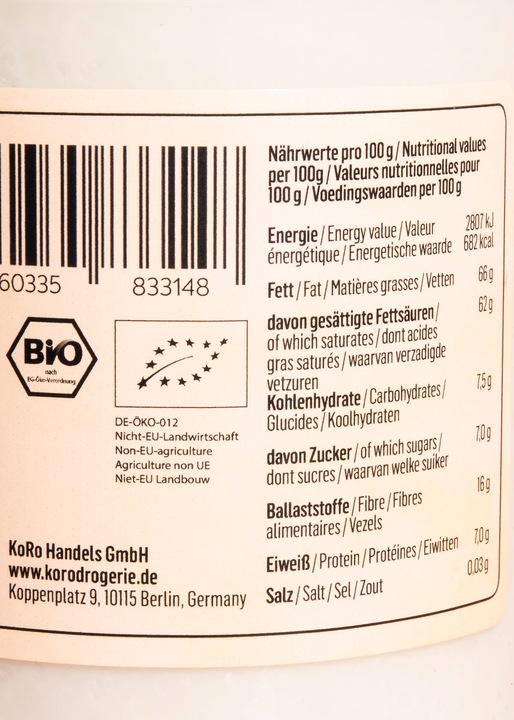 60335 833148
BiO
nach
EG-Öko-Verordnung
DE-ÖKO-012
Nicht-EU-Landwirtschaft
Non-EU-agriculture
Agriculture non UE
Niet-EU Landbouw
KoRo Handels GmbH
www.korodrogerie.de
Koppenplatz 9, 10115 Berlin, Germany
Nährwerte pro 100 g / Nutritional values
per 100g / Valeurs nutritionnelles pour
100 g / Voedingswaarden per 100 g
Energie / Energy value / Valeur 2807 kJ
énergétique / Energetische waarde 682 kcal
Fett / Fat / Matières grasses / Vetten 66 g
davon gesättigte Fettsäuren / 62 g
of which saturates / dont acides
gras saturés / waarvan verzadigde
vetzuren
Kohlenhydrate / Carbohydrates / 7,5 g
Glucides / Koolhydraten
davon Zucker / of which sugars / 7,0 g
dont sucres / waarvan welke suiker
Ballaststoffe / Fibre / Fibres 16 g
alimentaires / Vezels
Eiweiß / Protein / Protéines / Eiwitten 7,0 g
Salz / Salt / Sel / Zout 0,03 g